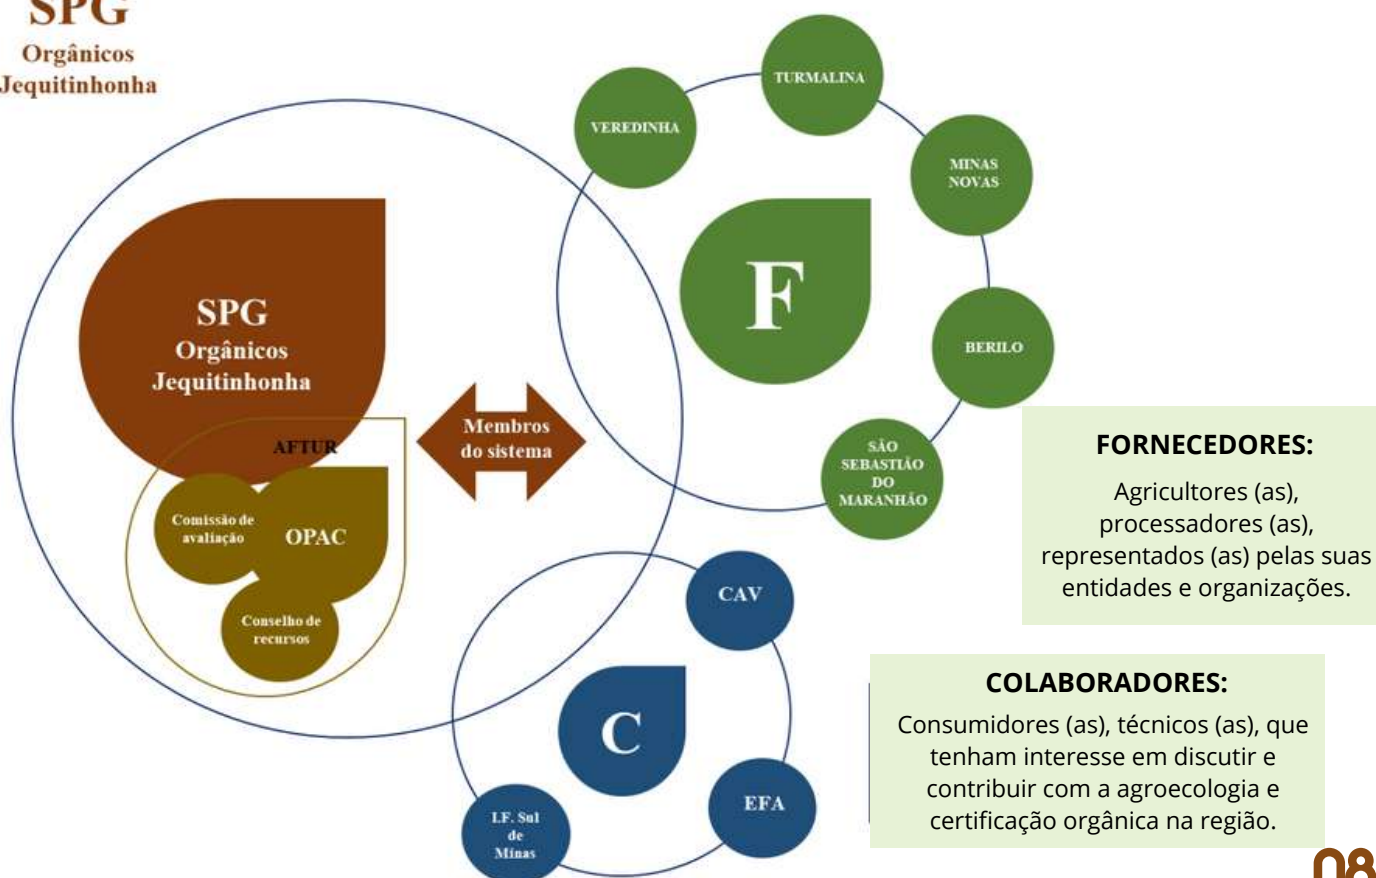 SPG
Orgânicos
Jequitinhonha
TURMALINA
VEREDINHA
MINAS
NOVAS
F
BERILO
SÃO
SEBASTIÃO
DO
MARANHÃO
SPG
Orgânicos
Jequitinhonha
Membros
do sistema
AFTUR
Comissão de
avaliação
OPAC
Conselho de
recursos
FORNECEDORES:
Agricultores (as),
processadores (as),
representados (as) pelas suas
entidades e organizações.
CAV
C
EFA
I.F. Sul
de
Minas
COLABORADORES:
Consumidores (as), técnicos (as), que
tenham interesse em discutir e
contribuir com a agroecologia e
certificação orgânica na região.
08